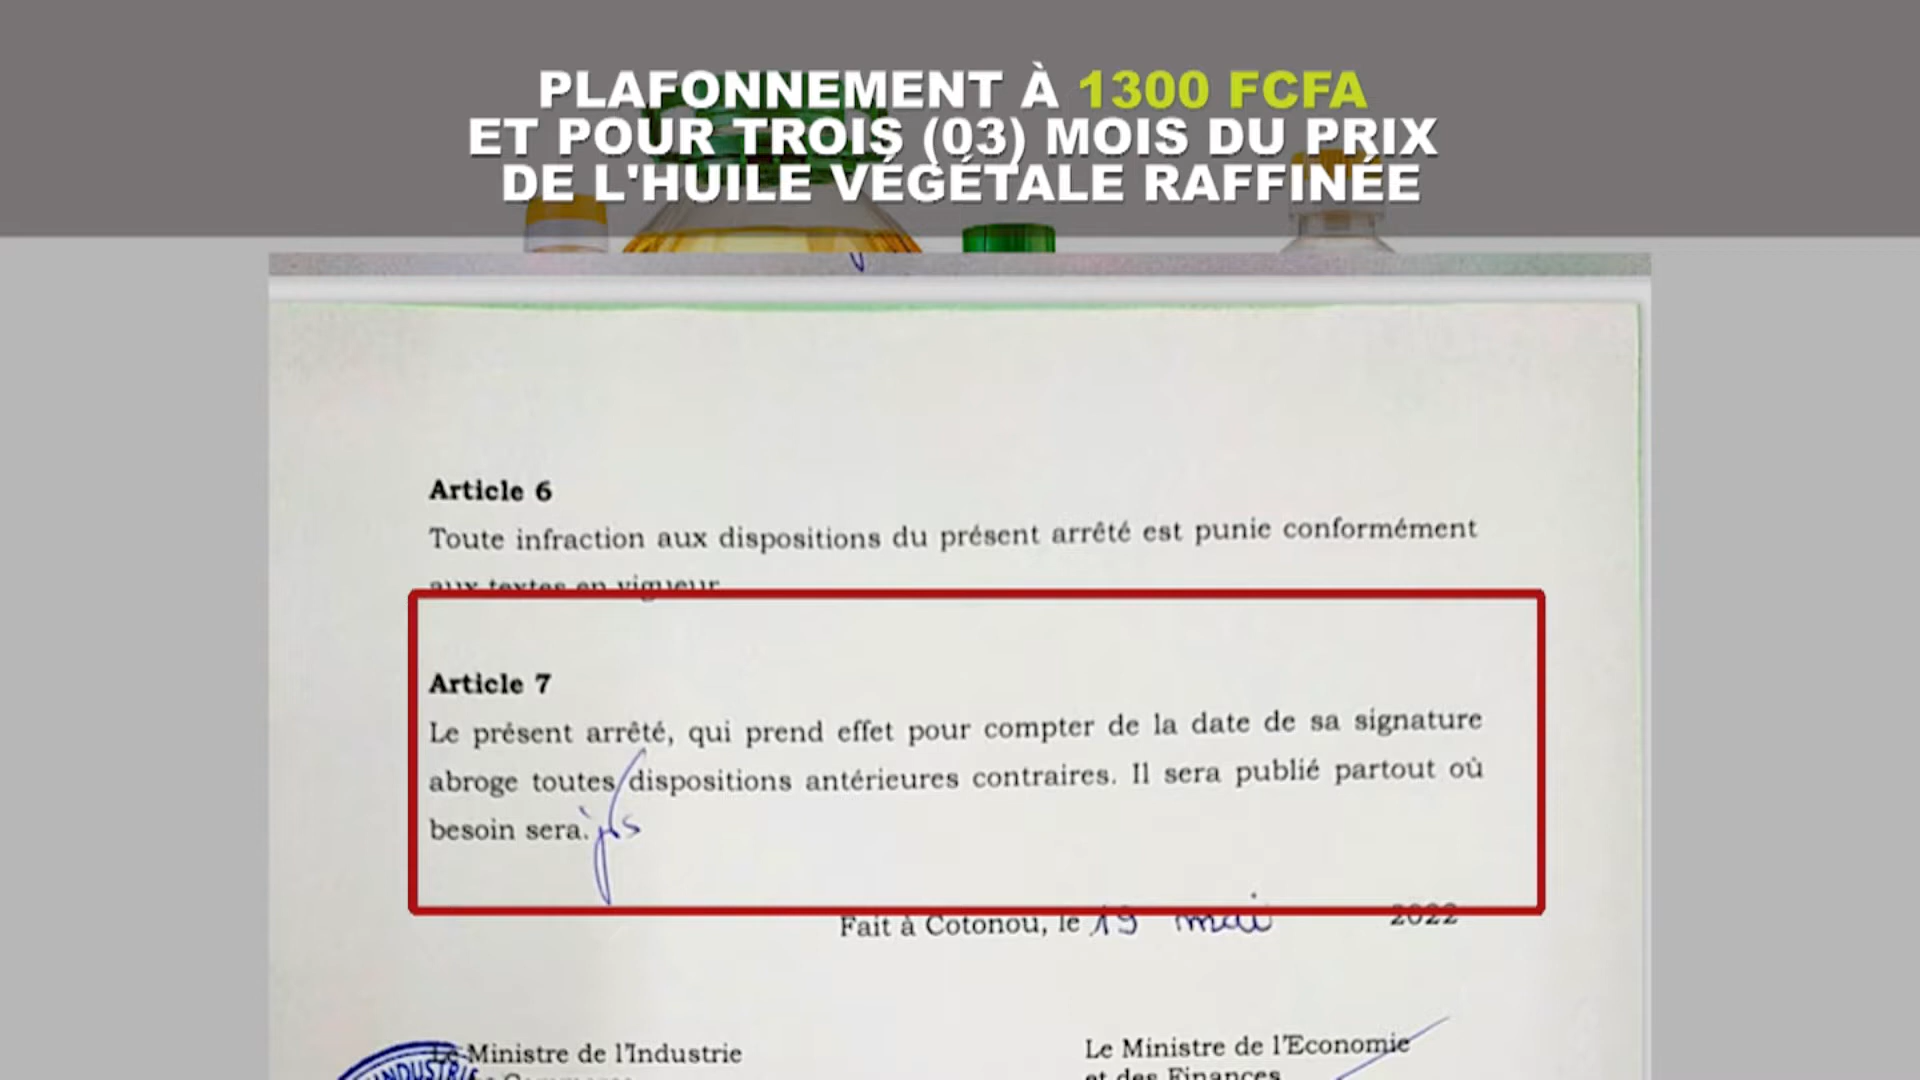 PLAFONNEMENT À 1300 FCFA
ET POUR TROIS (03) MOIS DU PRIX
DE L'HUILE VÉGÉTALE RAFFINÉE
Article 6
Toute infraction aux dispositions du présent arrêté est punie conformément
aux textes en vigueur
Article 7
Le présent arrêté, qui prend effet pour compter de la date de sa signature
abroge toutes dispositions antérieures contraires. Il sera publié partout où
besoin sera.
Fait à Cotonou, le 19 mai 2022
Le Ministre de l'Industrie
Le Ministre de l'Economie
et des Finances
INDUSTRIE